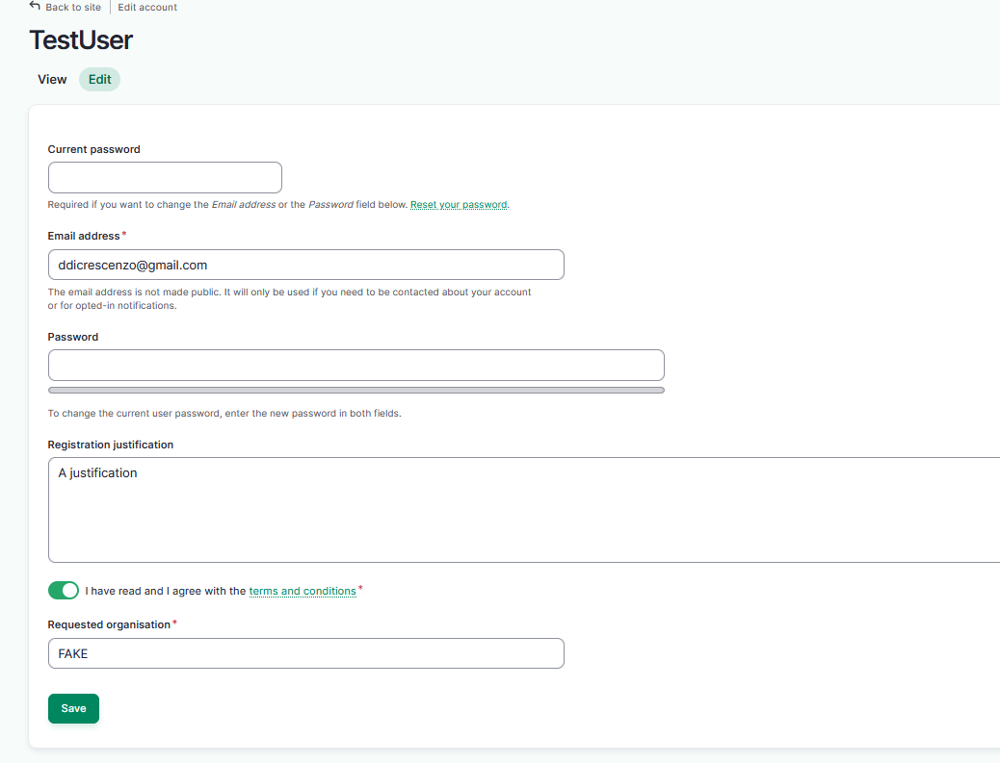 Back to site Edit account
TestUser
View Edit
Current password
Required if you want to change the Email address or the Password field below. Reset your password.
Email address*
ddicrescenzo@gmail.com
The email address is not made public. It will only be used if you need to be contacted about your account
or for opted-in notifications.
Password
To change the current user password, enter the new password in both fields.
Registration justification
A justification
I have read and I agree with the terms and conditions*
Requested organisation*
FAKE
Save